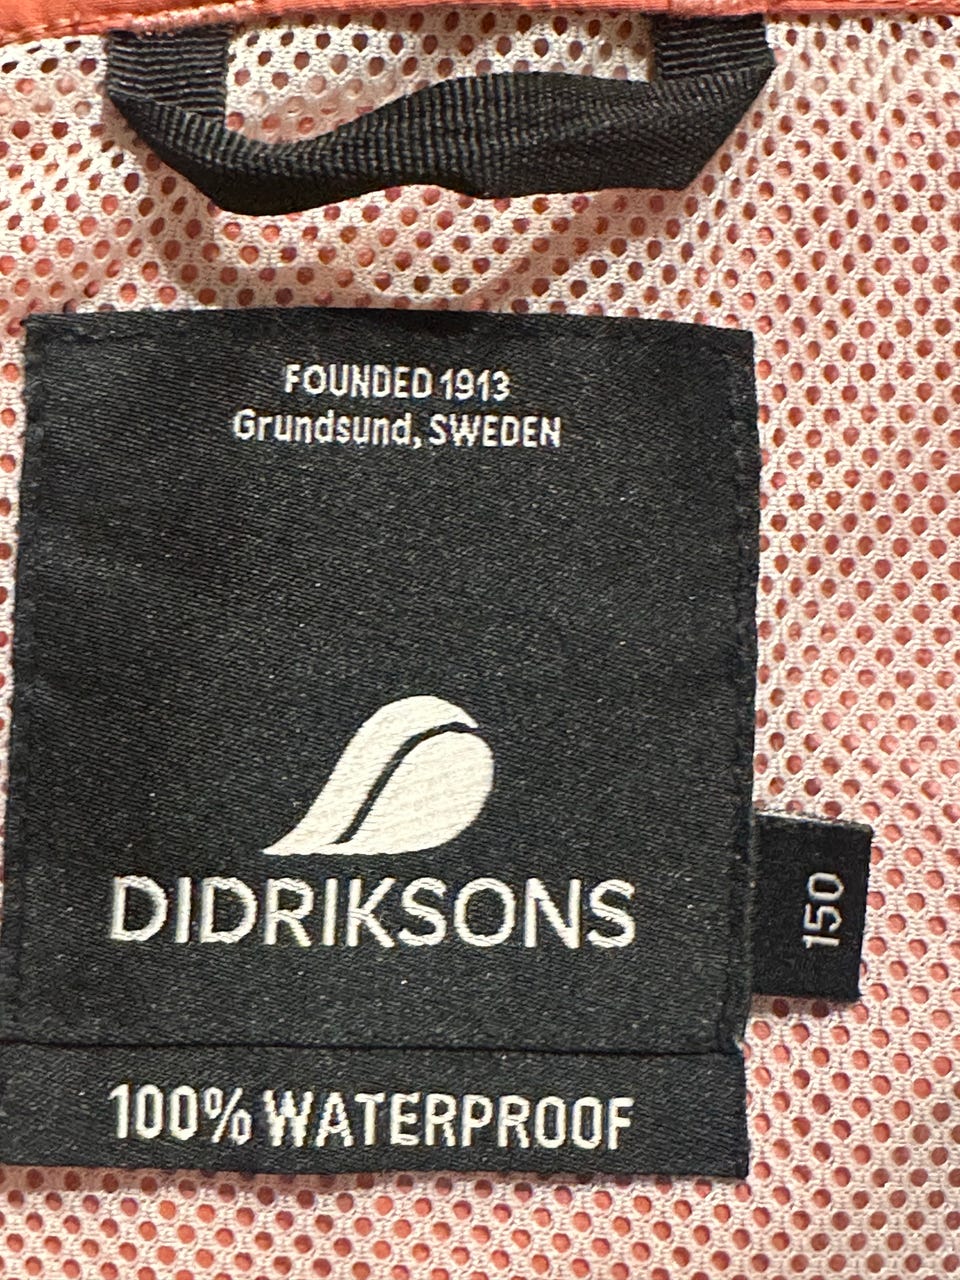 FOUNDED 1913
Grundsund, SWEDEN
DIDRIKSONS
150
100% WATERPROOF